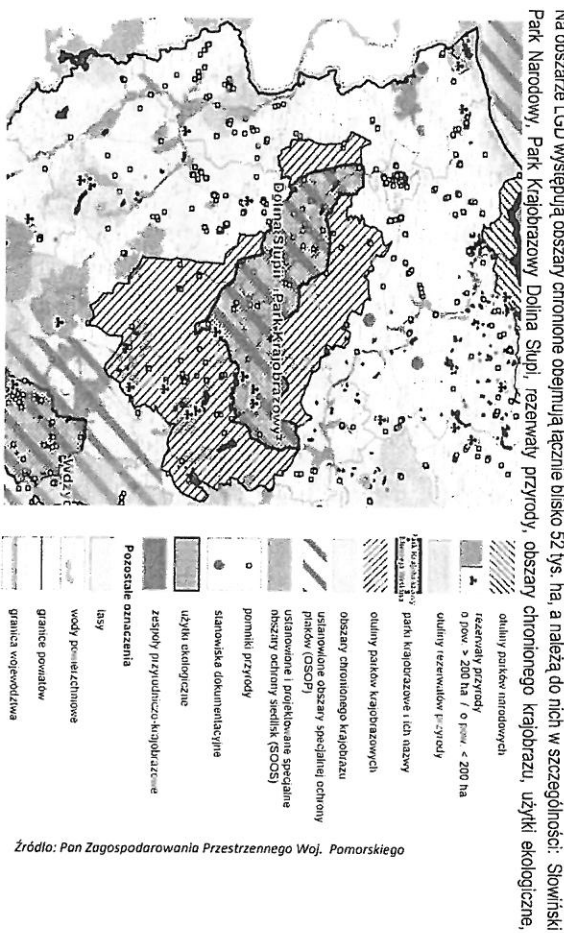 Na obszarze LGD występują obszary chronione obejmują łącznie blisko 52 tys. ha, a należą do nich w szczególności: Słowiński
Park Narodowy, Park Krajobrazowy Dolina Słupi, rezerwaty przyrody, obszary chronionego krajobrazu, użytki ekologiczne,
Dolina Słupi - Park Krajobrazowy
Wdzyd
otuliny parków narodowych
rezerwaty przyrody
o pow. > 200 ha / o pow. < 200 ha
otuliny rezerwatów przyrody
Park Krajobrazowy
parki krajobrazowe i ich nazwy
otuliny parków krajobrazowych
obszary chronionego krajobrazu
ustanowione obszary specjalnej ochrony
ptaków (OSOP)
ustanowione i projektowane specjalne
obszary ochrony siedlisk (SOOS)
pomniki przyrody
stanowiska dokumentacyjne
użytki ekologiczne
zespoły przyrodniczo-krajobrazowe
Pozostałe oznaczenia
lasy
wody powierzchniowe
granice powiatów
granica województwa
Źródło: Pan Zagospodarowania Przestrzennego Woj. Pomorskiego